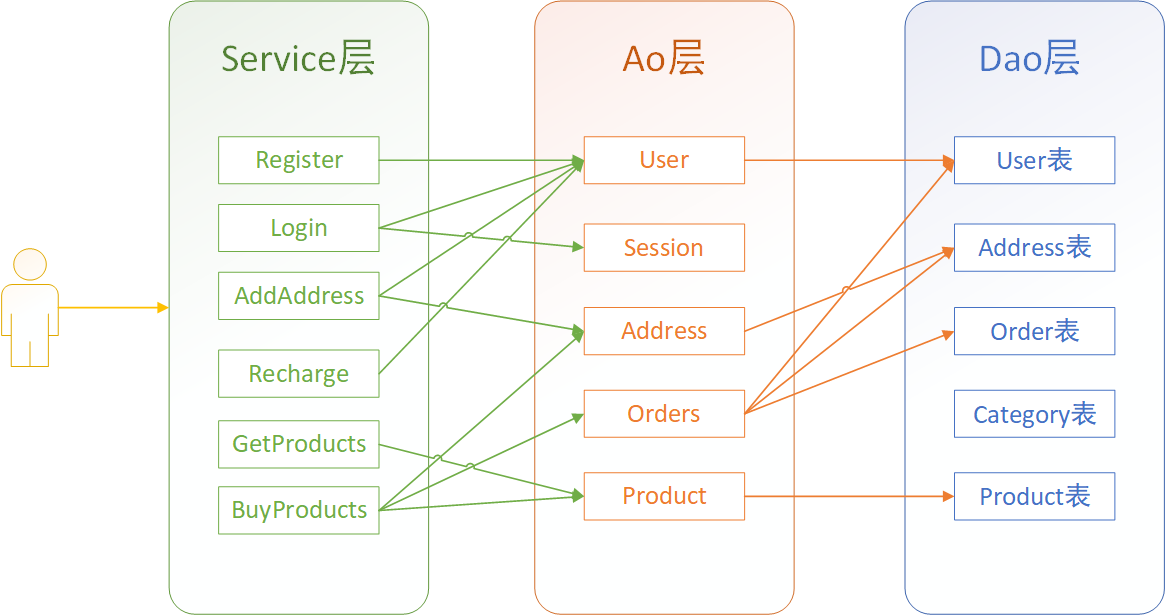 Service层
Register
Login
AddAddress
Recharge
GetProducts
BuyProducts
Ao层
User
Session
Address
Orders
Product
Dao层
User表
Address表
Order表
Category表
Product表